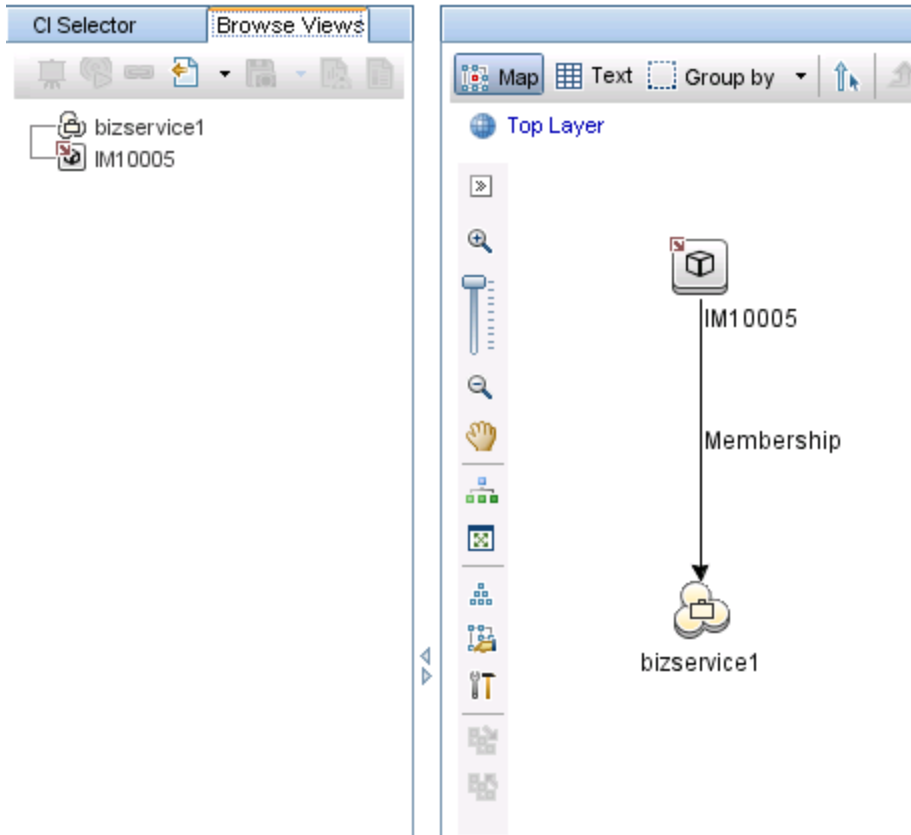 CI Selector
Browse Views
bizservice1
IM10005
Map
Text
Group by
Top Layer
IM10005
Membership
bizservice1